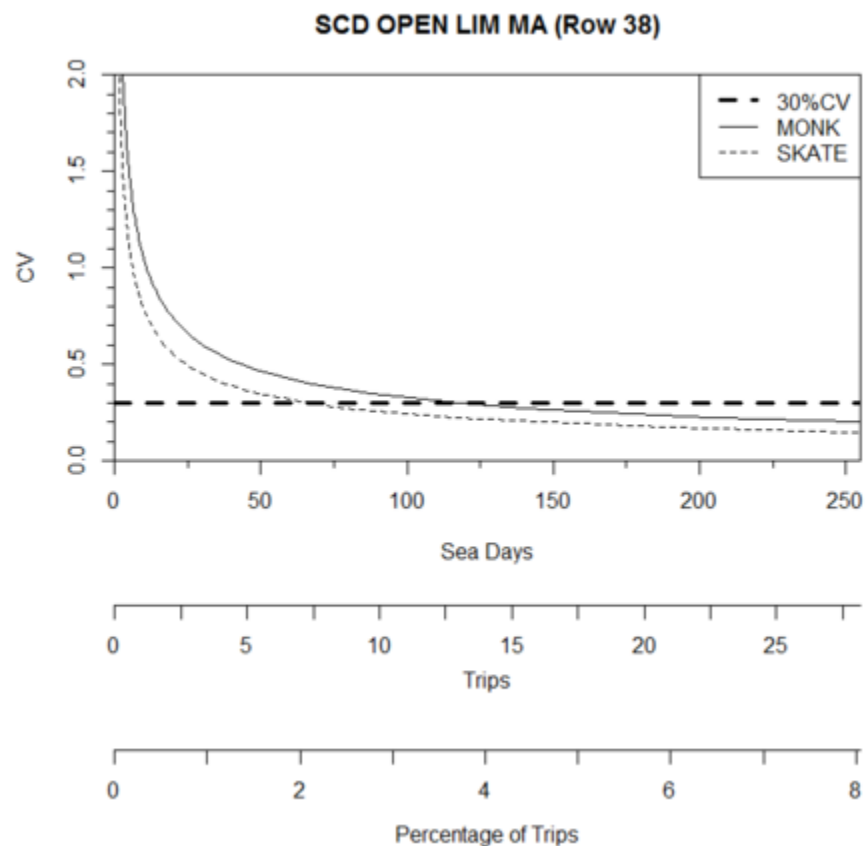 SCD OPEN LIM MA (Row 38)
30%CV
MONK
SKATE
CV
2.0
1.5
1.0
0.5
0.0
0 50 100 150 200 250
Sea Days
0 5 10 15 20 25
Trips
0 2 4 6 8
Percentage of Trips